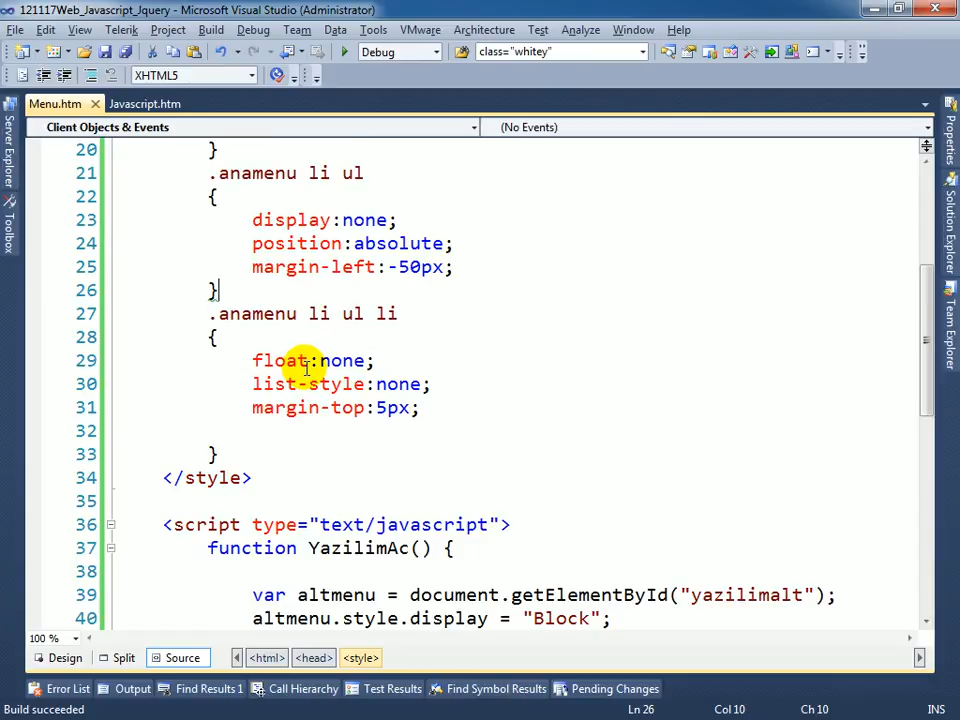 121117Web_Javascript_Jquery - Microsoft Visual Studio (Administrator)
File Edit View Telerik Project Build Debug Team Data Tools VMware Architecture Test Analyze Window Help
Debug class="whitey"
XHTML5
Menu.htm Javascript.htm
Client Objects & Events (No Events)
20 }
21 .anamenu li ul
22 {
23 display:none;
24 position:absolute;
25 margin-left:-50px;
26 }
27 .anamenu li ul li
28 {
29 float:none;
30 list-style:none;
31 margin-top:5px;
32
33 }
34 </style>
35
36 <script type="text/javascript">
37 function YazilimAc() {
38
39 var altmenu = document.getElementById("yazilimalt");
40 altmenu.style.display = "Block";
Server Explorer
Toolbox
Properties
Solution Explorer
Team Explorer
100 %
Design Split Source <html> <head> <style>
Error List Output Find Results 1 Call Hierarchy Test Results Find Symbol Results Pending Changes
Build succeeded Ln 26 Col 10 Ch 10 INS